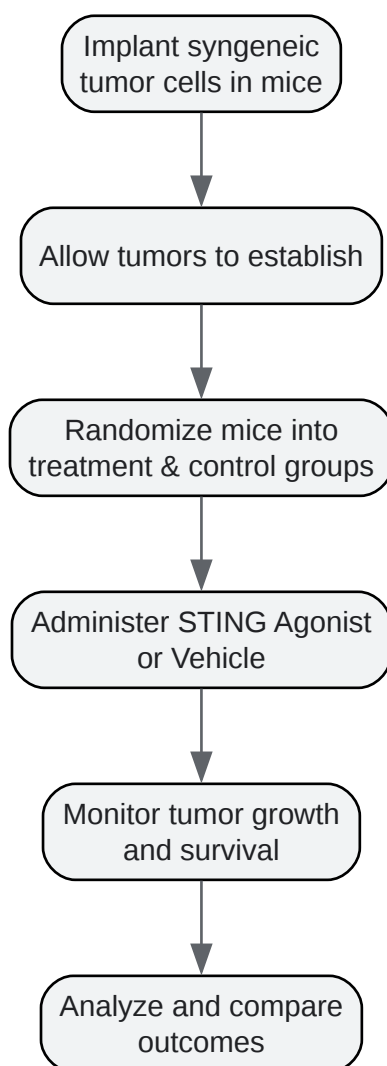 Implant syngeneic
tumor cells in mice
Allow tumors to establish
Randomize mice into
treatment & control groups
Administer STING Agonist
or Vehicle
Monitor tumor growth
and survival
Analyze and compare
outcomes